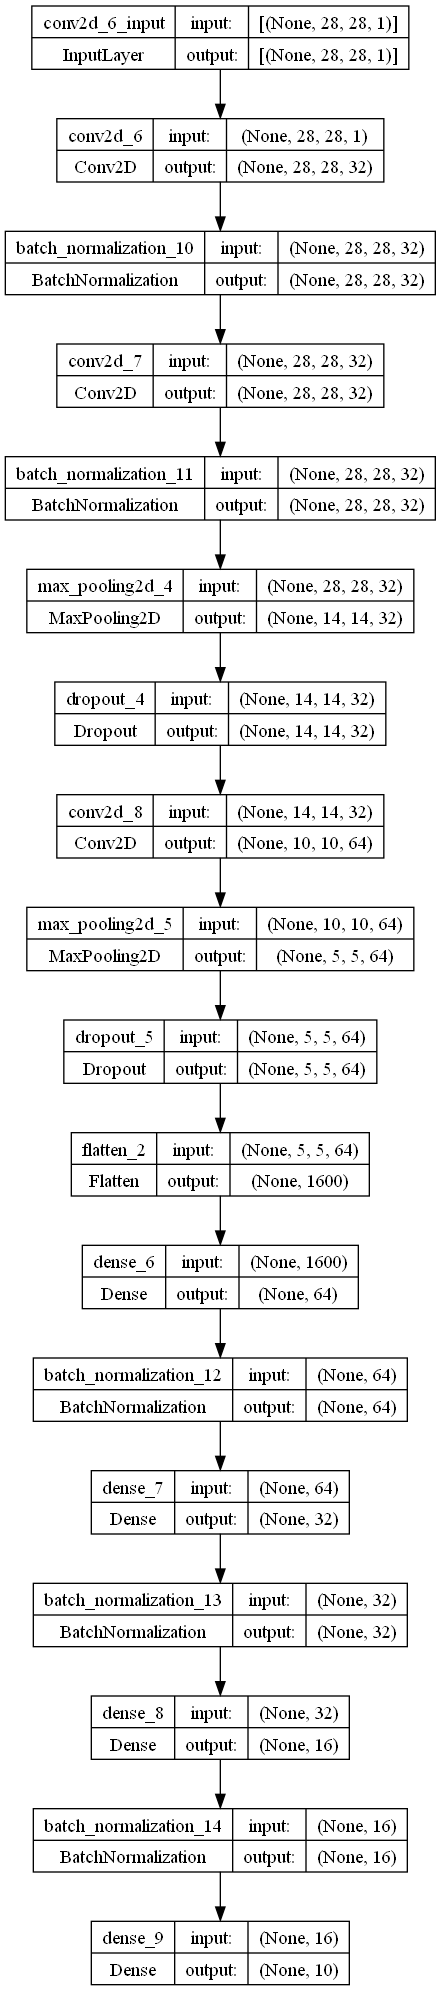 conv2d_6_input input: [(None, 28, 28, 1)]
InputLayer output: [(None, 28, 28, 1)]
conv2d_6 input: (None, 28, 28, 1)
Conv2D output: (None, 28, 28, 32)
batch_normalization_10 input: (None, 28, 28, 32)
BatchNormalization output: (None, 28, 28, 32)
conv2d_7 input: (None, 28, 28, 32)
Conv2D output: (None, 28, 28, 32)
batch_normalization_11 input: (None, 28, 28, 32)
BatchNormalization output: (None, 28, 28, 32)
max_pooling2d_4 input: (None, 28, 28, 32)
MaxPooling2D output: (None, 14, 14, 32)
dropout_4 input: (None, 14, 14, 32)
Dropout output: (None, 14, 14, 32)
conv2d_8 input: (None, 14, 14, 32)
Conv2D output: (None, 10, 10, 64)
max_pooling2d_5 input: (None, 10, 10, 64)
MaxPooling2D output: (None, 5, 5, 64)
dropout_5 input: (None, 5, 5, 64)
Dropout output: (None, 5, 5, 64)
flatten_2 input: (None, 5, 5, 64)
Flatten output: (None, 1600)
dense_6 input: (None, 1600)
Dense output: (None, 64)
batch_normalization_12 input: (None, 64)
BatchNormalization output: (None, 64)
dense_7 input: (None, 64)
Dense output: (None, 32)
batch_normalization_13 input: (None, 32)
BatchNormalization output: (None, 32)
dense_8 input: (None, 32)
Dense output: (None, 16)
batch_normalization_14 input: (None, 16)
BatchNormalization output: (None, 16)
dense_9 input: (None, 16)
Dense output: (None, 10)